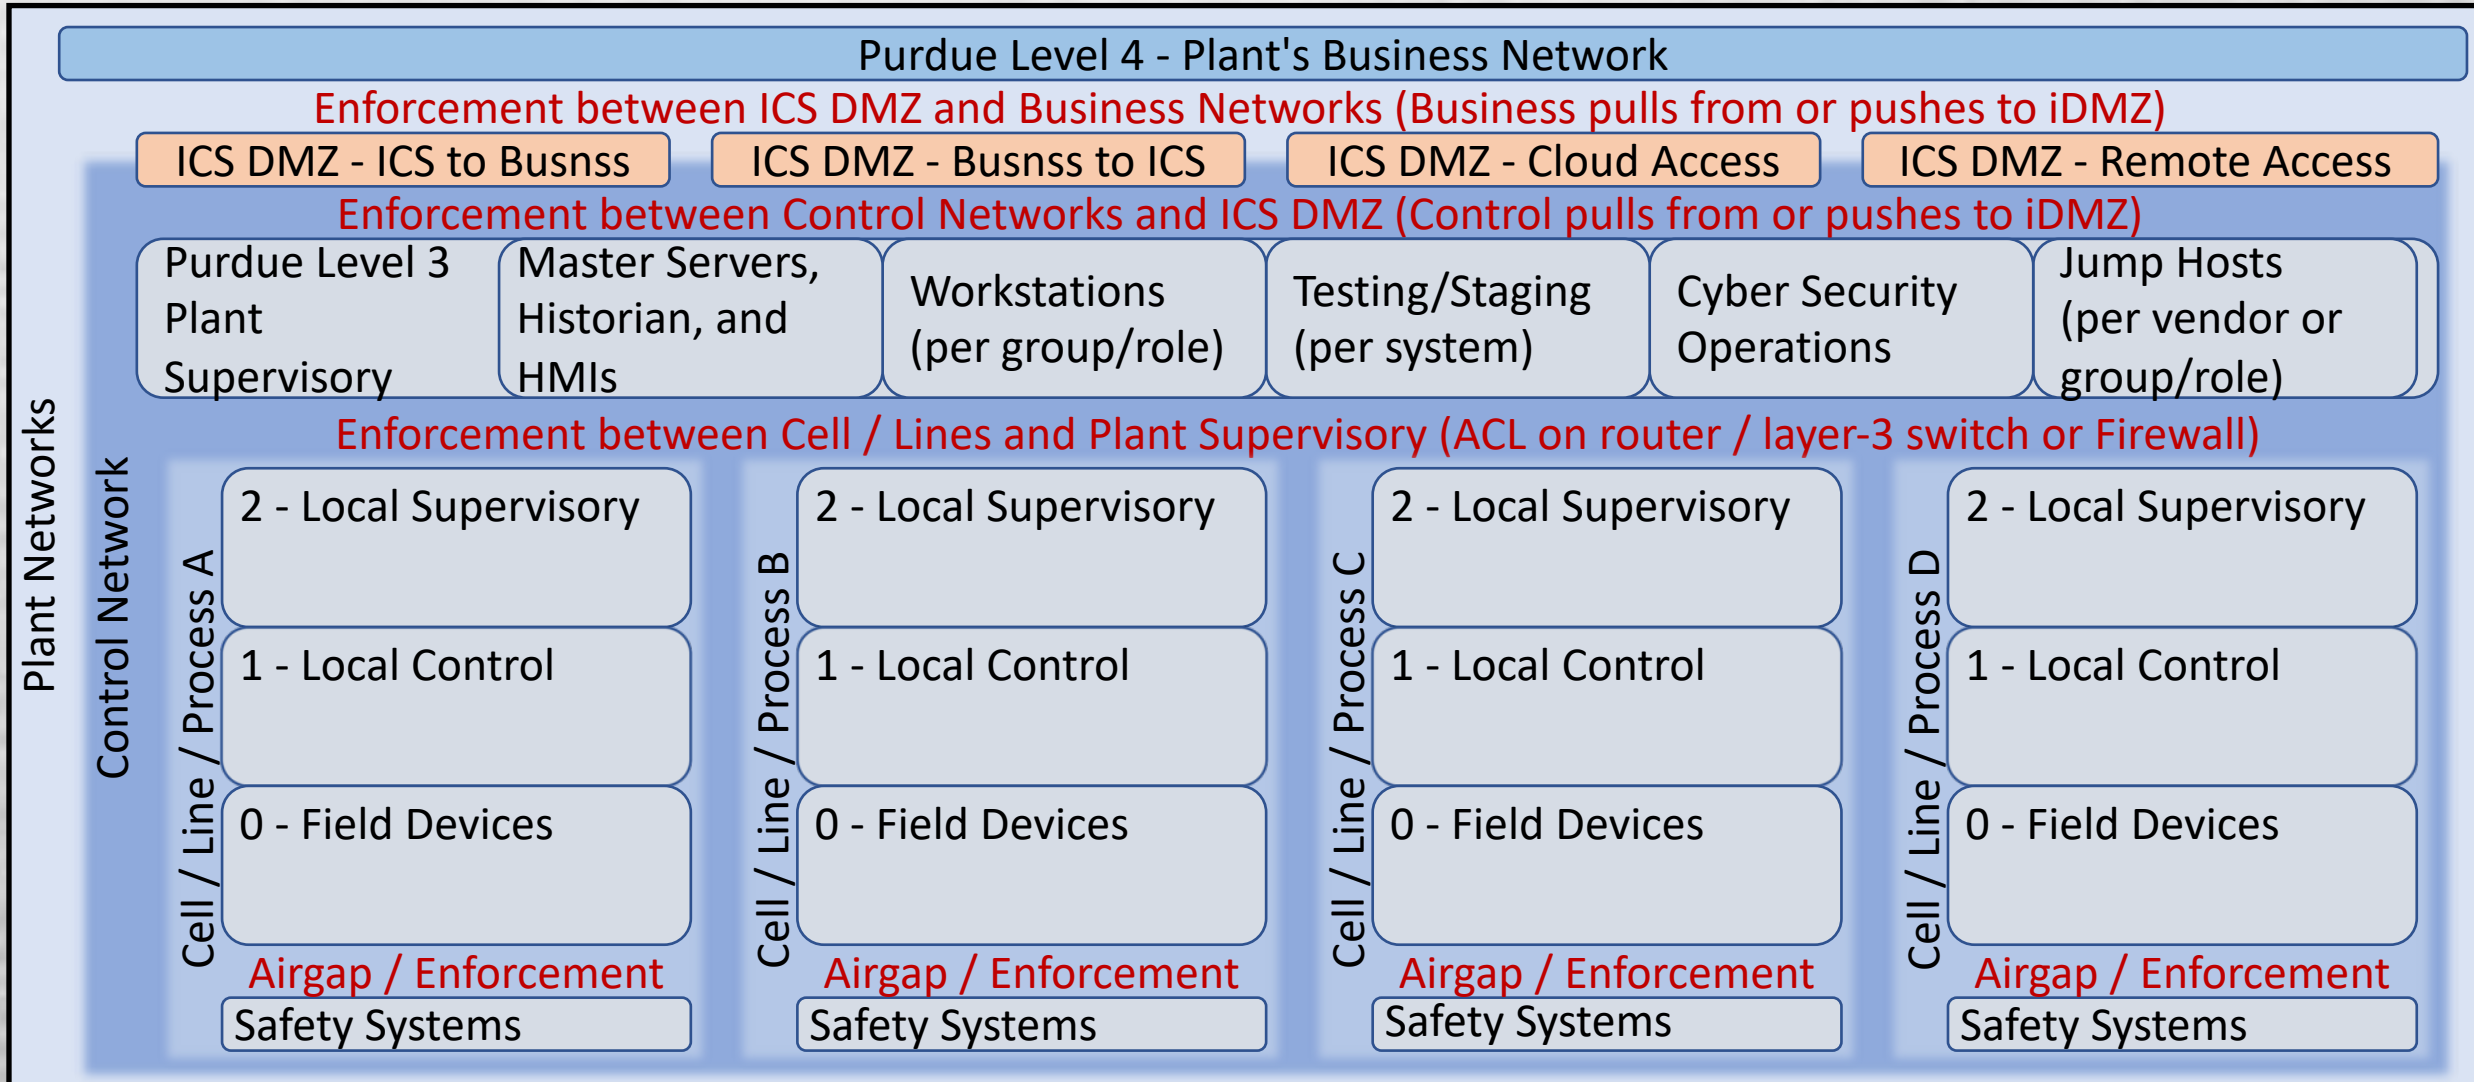 Purdue Level 4 - Plant's Business Network
Enforcement between ICS DMZ and Business Networks (Business pulls from or pushes to iDMZ)
ICS DMZ - ICS to Busnss
ICS DMZ - Busnss to ICS
ICS DMZ - Cloud Access
ICS DMZ - Remote Access
Enforcement between Control Networks and ICS DMZ (Control pulls from or pushes to iDMZ)
Purdue Level 3
Plant
Supervisory
Master Servers,
Historian, and
HMIs
Workstations
(per group/role)
Testing/Staging
(per system)
Cyber Security
Operations
Jump Hosts
(per vendor or
group/role)
Enforcement between Cell / Lines and Plant Supervisory (ACL on router / layer-3 switch or Firewall)
Plant Networks
Control Network
Cell / Line / Process A
2 - Local Supervisory
1 - Local Control
0 - Field Devices
Airgap / Enforcement
Safety Systems
Cell / Line / Process B
2 - Local Supervisory
1 - Local Control
0 - Field Devices
Airgap / Enforcement
Safety Systems
Cell / Line / Process C
2 - Local Supervisory
1 - Local Control
0 - Field Devices
Airgap / Enforcement
Safety Systems
Cell / Line / Process D
2 - Local Supervisory
1 - Local Control
0 - Field Devices
Airgap / Enforcement
Safety Systems